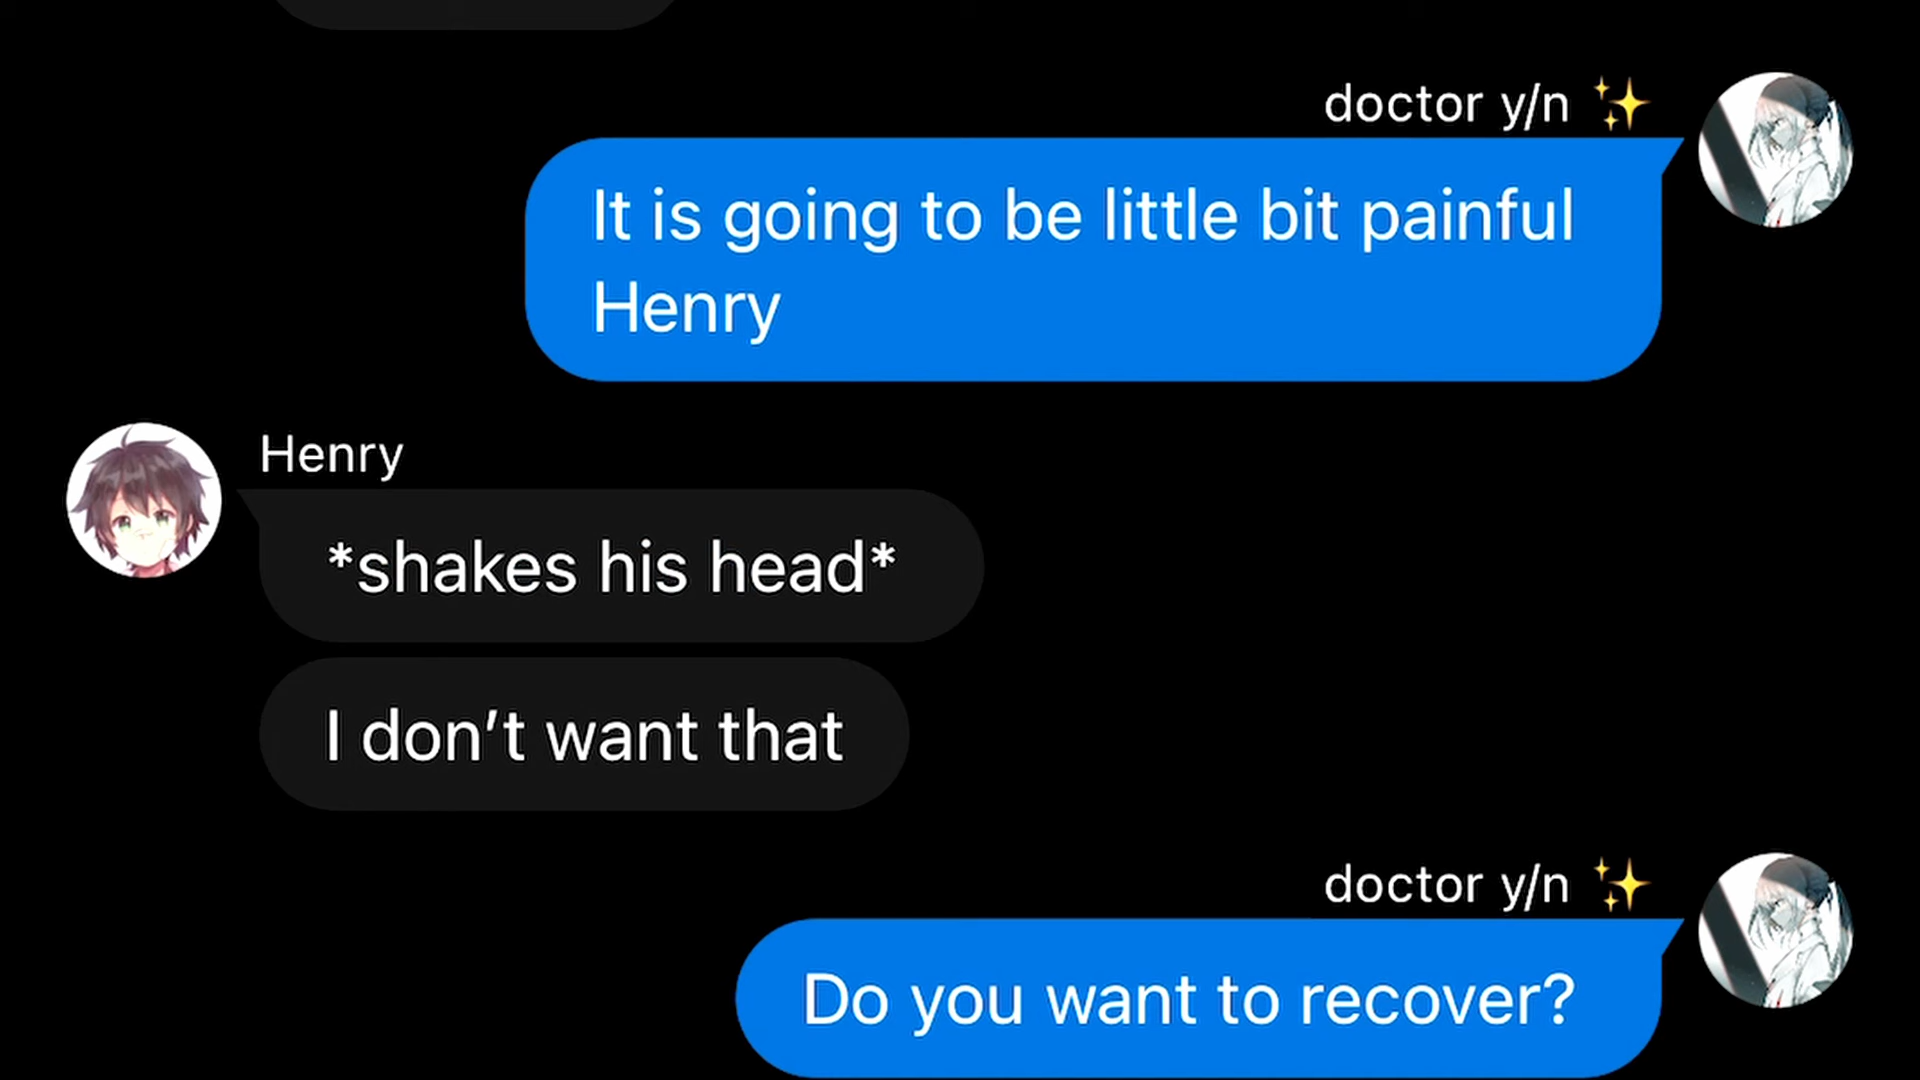 doctor y/n ✨
It is going to be little bit painful
Henry
Henry
*shakes his head*
I don’t want that
doctor y/n ✨
Do you want to recover?